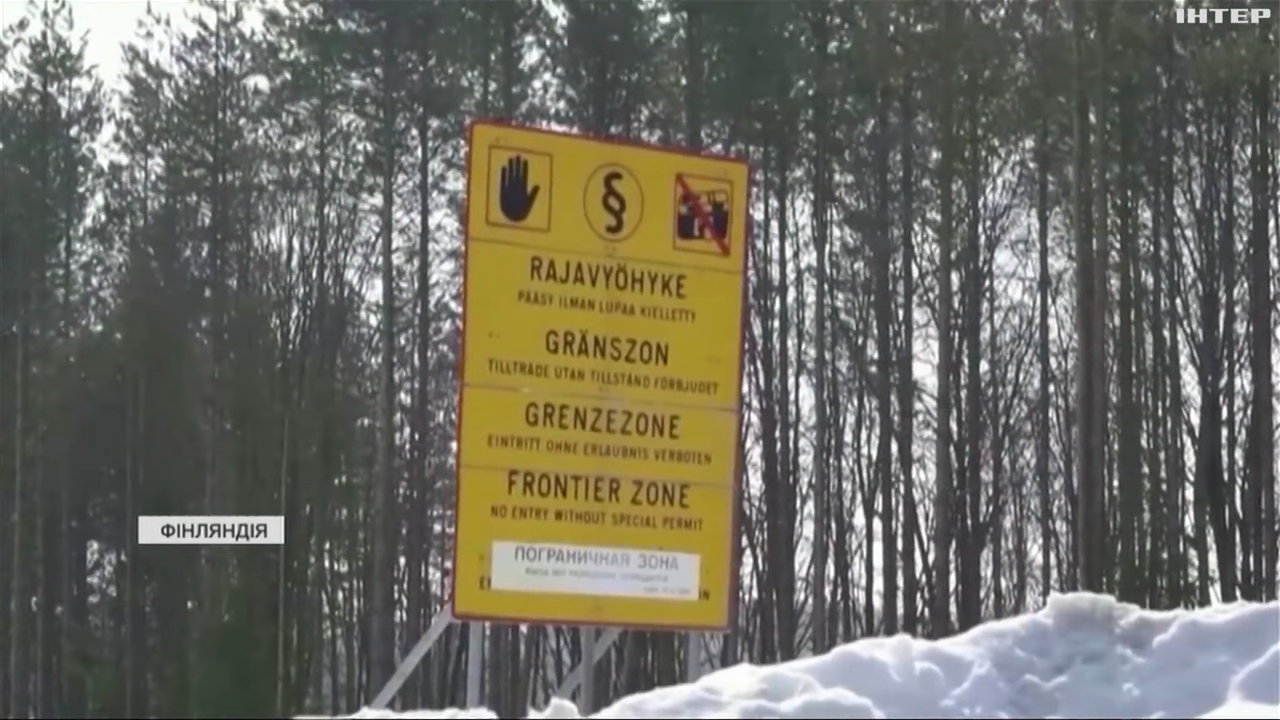 ІНТЕР
§
RAJAVYÖHYKE
PÄÄSY ILMAN LUPAA KIELLETTY
GRÄNSZON
TILLTRÄDE UTAN TILLSTÅND FÖRBJUDET
GRENZEZONE
EINTRITT OHNE ERLAUBNIS VERBOTEN
FRONTIER ZONE
NO ENTRY WITHOUT SPECIAL PERMIT
ПОГРАНИЧНАЯ ЗОНА
ФІНЛЯНДІЯ